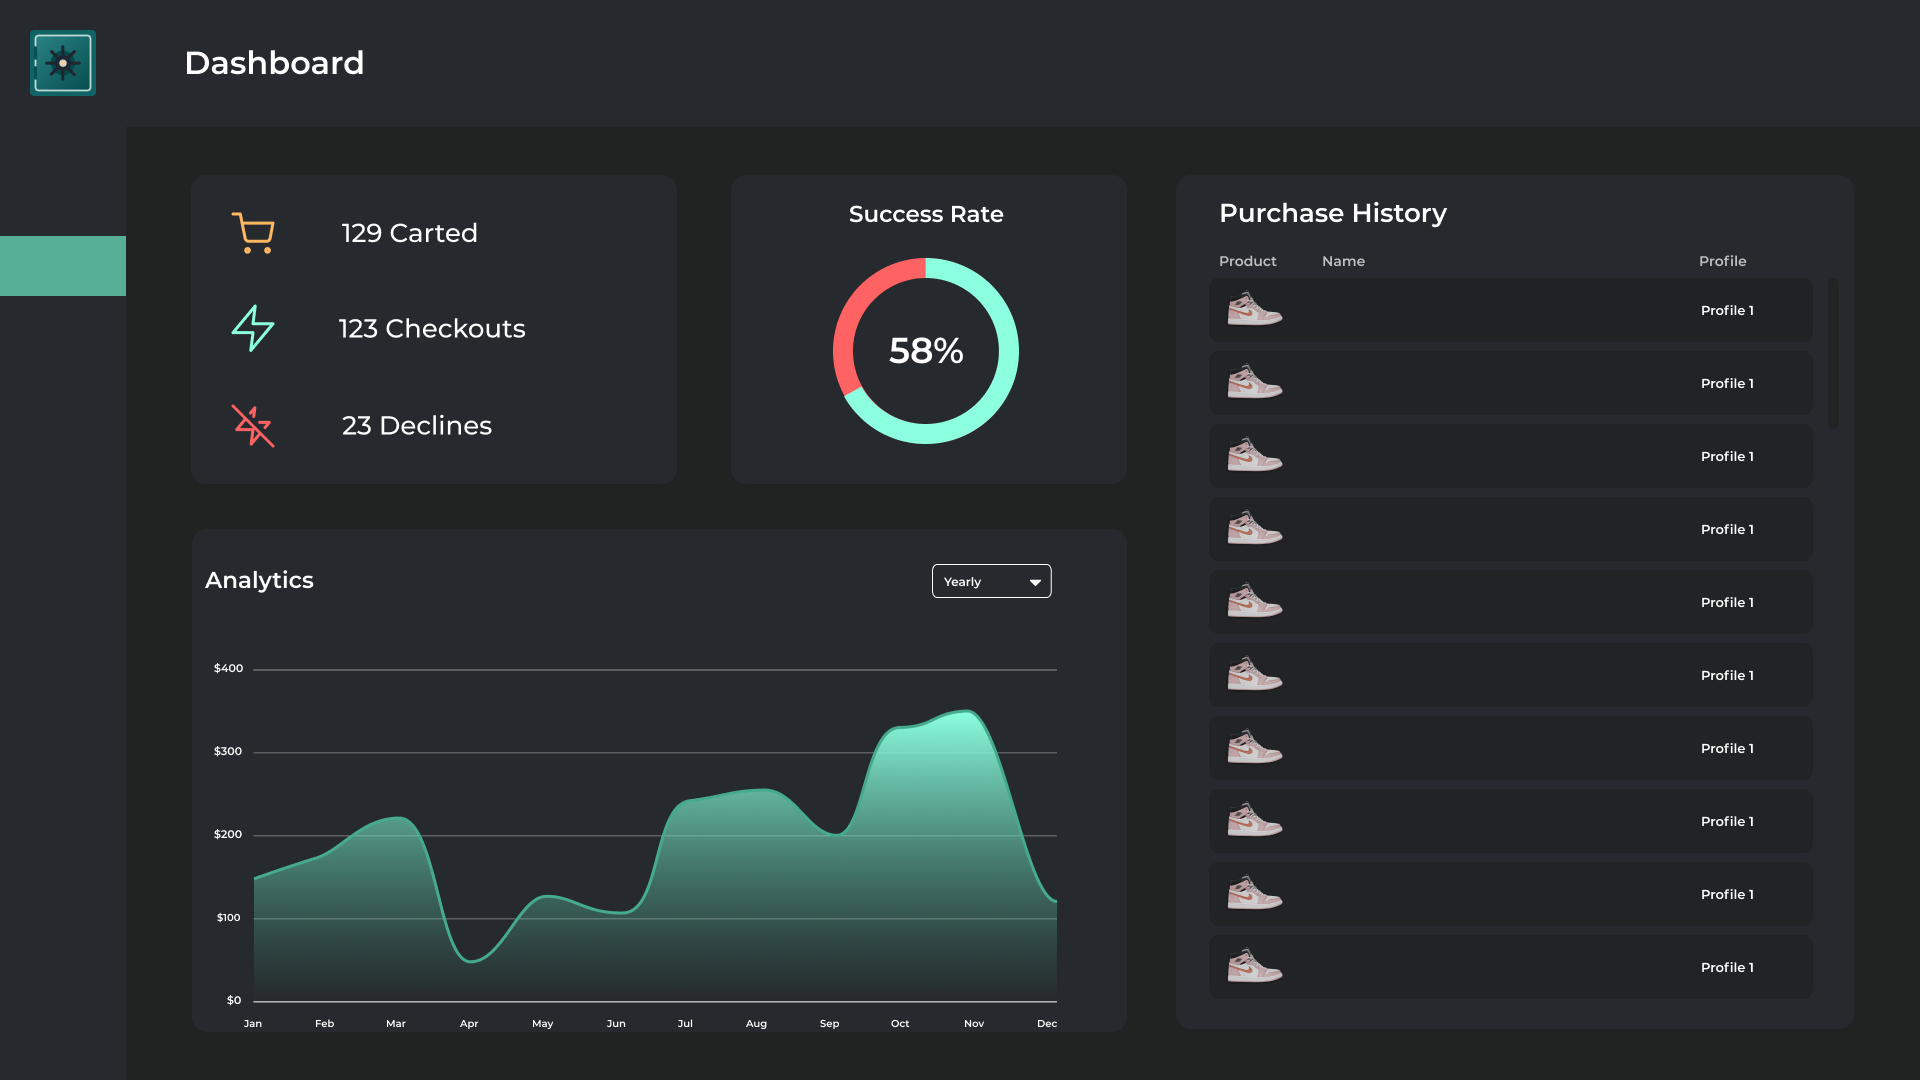 Dashboard
129 Carted
123 Checkouts
23 Declines
Success Rate
58%
Analytics
Yearly
$400
$300
$200
$100
$0
Jan Feb Mar Apr May Jun Jul Aug Sep Oct Nov Dec
Purchase History
Product Name Profile
Profile 1
Profile 1
Profile 1
Profile 1
Profile 1
Profile 1
Profile 1
Profile 1
Profile 1
Profile 1